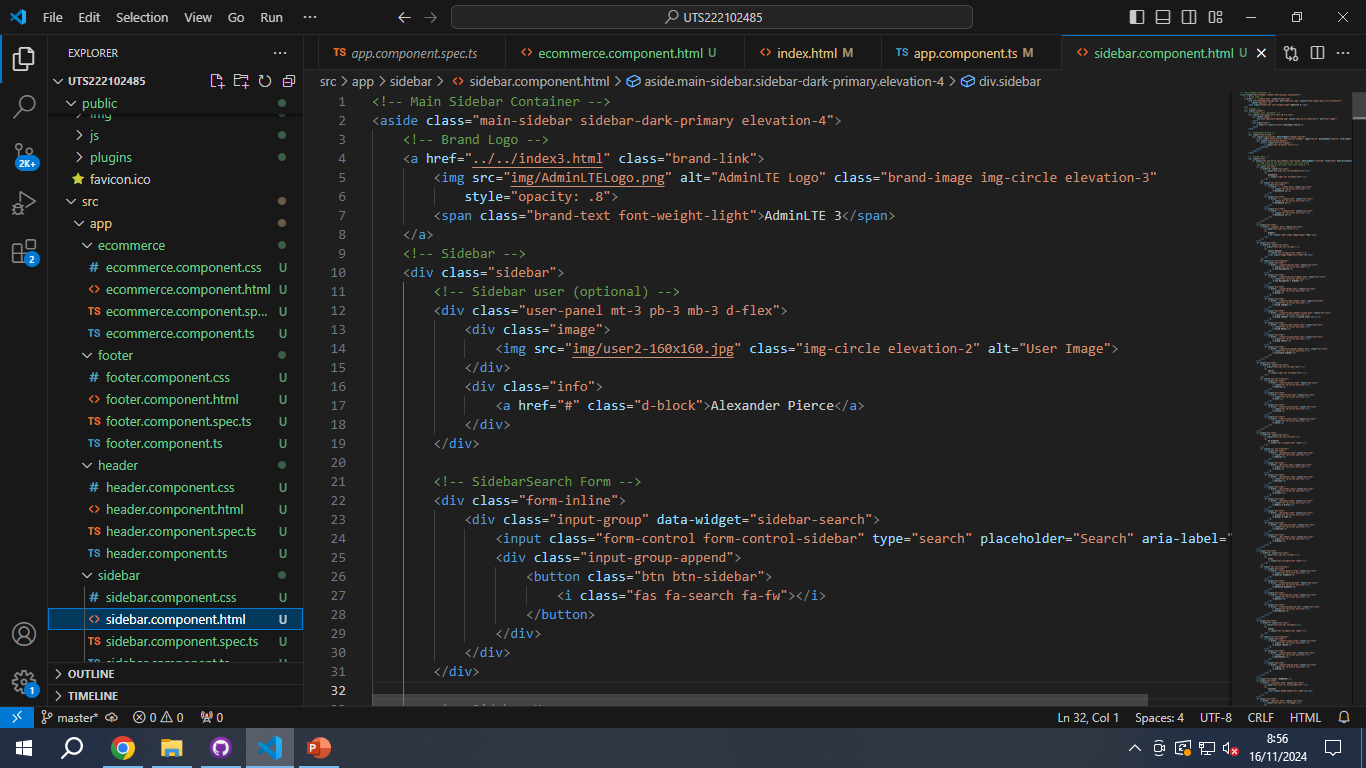 File Edit Selection View Go Run ···
UTS222102485
EXPLORER ···
UTS222102485
public
img
js
plugins
favicon.ico
src
app
ecommerce
# ecommerce.component.css U
<> ecommerce.component.html U
TS ecommerce.component.sp... U
TS ecommerce.component.ts U
footer
# footer.component.css U
<> footer.component.html U
TS footer.component.spec.ts U
TS footer.component.ts U
header
# header.component.css U
<> header.component.html U
TS header.component.spec.ts U
TS header.component.ts U
sidebar
# sidebar.component.css U
<> sidebar.component.html U
TS sidebar.component.spec.ts U
sidebar.component.ts
OUTLINE
TIMELINE
2K+
2
1
TS app.component.spec.ts
<> ecommerce.component.html U
<> index.html M
TS app.component.ts M
<> sidebar.component.html U
src > app > sidebar > <> sidebar.component.html > aside.main-sidebar.sidebar-dark-primary.elevation-4 > div.sidebar
1 <!-- Main Sidebar Container -->
2 <aside class="main-sidebar sidebar-dark-primary elevation-4">
3 <!-- Brand Logo -->
4 <a href="../../index3.html" class="brand-link">
5 <img src="img/AdminLTELogo.png" alt="AdminLTE Logo" class="brand-image img-circle elevation-3"
6 style="opacity: .8">
7 <span class="brand-text font-weight-light">AdminLTE 3</span>
8 </a>
9 <!-- Sidebar -->
10 <div class="sidebar">
11 <!-- Sidebar user (optional) -->
12 <div class="user-panel mt-3 pb-3 mb-3 d-flex">
13 <div class="image">
14 <img src="img/user2-160x160.jpg" class="img-circle elevation-2" alt="User Image">
15 </div>
16 <div class="info">
17 <a href="#" class="d-block">Alexander Pierce</a>
18 </div>
19 </div>
20
21 <!-- SidebarSearch Form -->
22 <div class="form-inline">
23 <div class="input-group" data-widget="sidebar-search">
24 <input class="form-control form-control-sidebar" type="search" placeholder="Search" aria-label="
25 <div class="input-group-append">
26 <button class="btn btn-sidebar">
27 <i class="fas fa-search fa-fw"></i>
28 </button>
29 </div>
30 </div>
31 </div>
32
master* 0 0 0
Ln 32, Col 1 Spaces: 4 UTF-8 CRLF HTML
8:56
16/11/2024